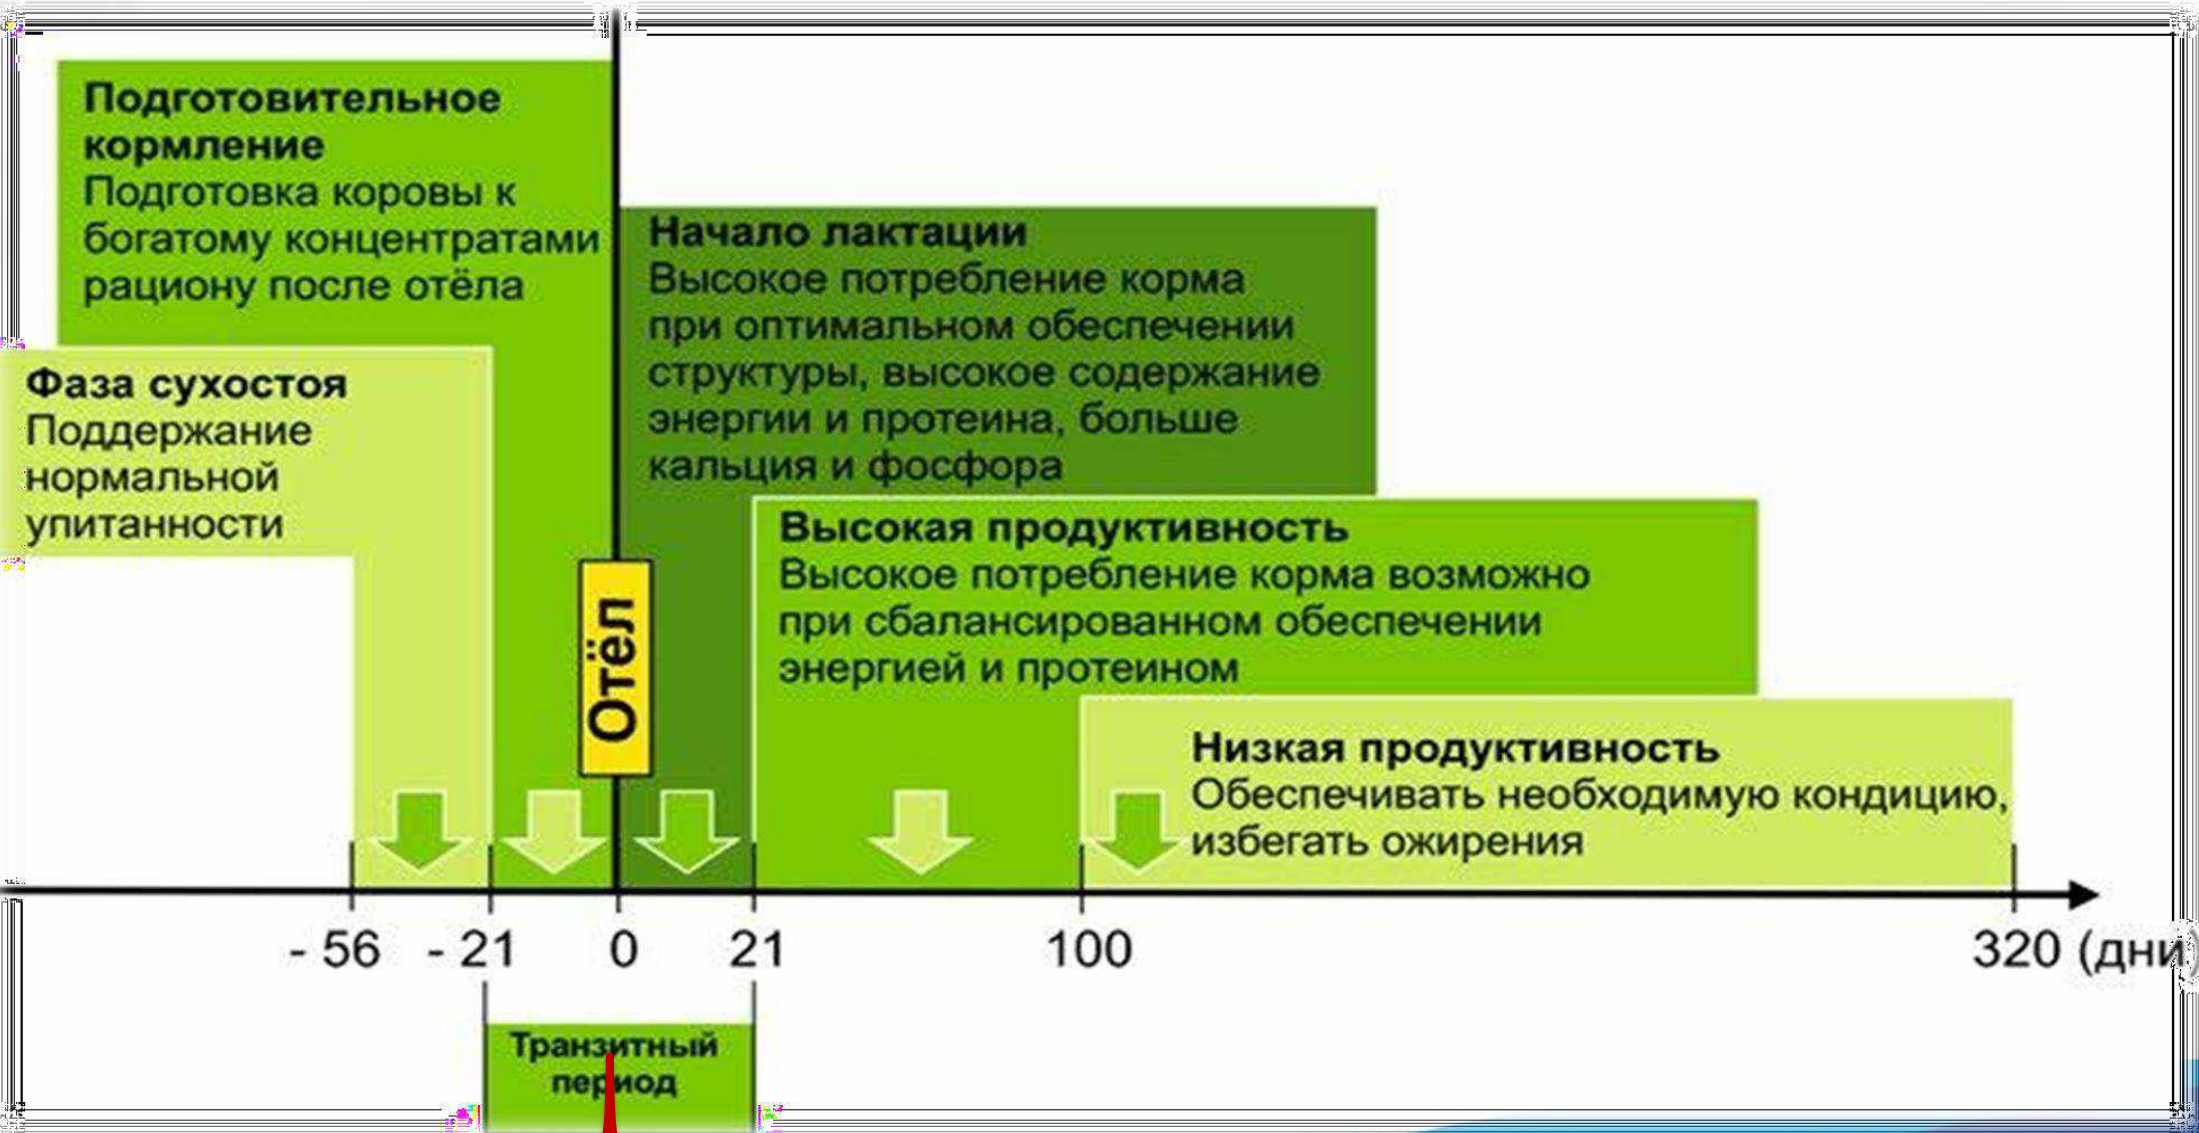 Подготовительное
кормление
Подготовка коровы к
богатому концентратами
рациону после отёла
Фаза сухостоя
Поддержание
нормальной
упитанности
Начало лактации
Высокое потребление корма
при оптимальном обеспечении
структуры, высокое содержание
энергии и протеина, больше
кальция и фосфора
Высокая продуктивность
Высокое потребление корма возможно
при сбалансированном обеспечении
энергией и протеином
Низкая продуктивность
Обеспечивать необходимую кондицию,
избегать ожирения
Отёл
- 56 - 21 0 21 100 320 (дни)
Транзитный
период